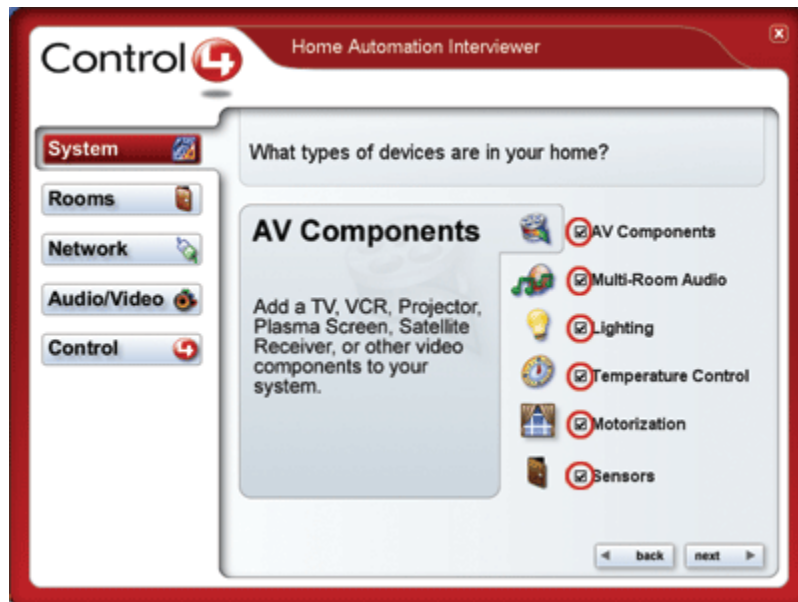 Control4
Home Automation Interviewer
System
Rooms
Network
Audio/Video
Control
What types of devices are in your home?
AV Components
Add a TV, VCR, Projector,
Plasma Screen, Satellite
Receiver, or other video
components to your
system.
AV Components
Multi-Room Audio
Lighting
Temperature Control
Motorization
Sensors
back
next